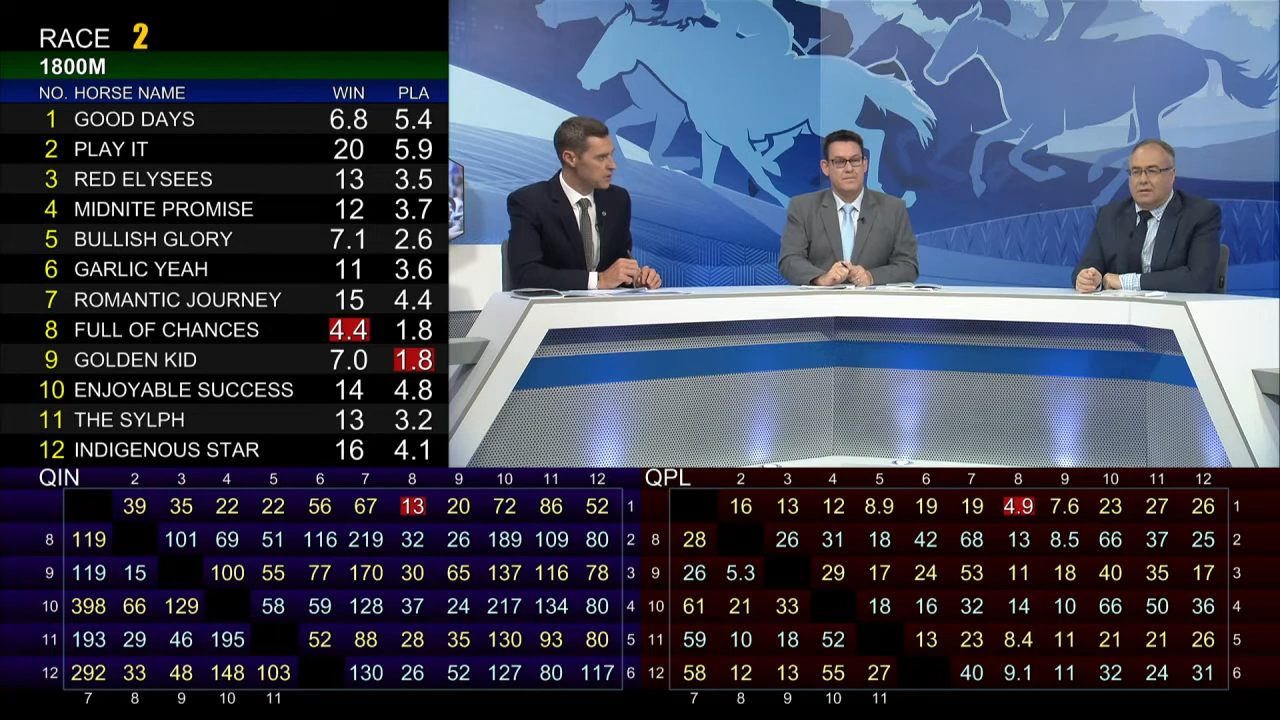 RACE 2
1800M
NO. HORSE NAME WIN PLA
1 GOOD DAYS 6.8 5.4
2 PLAY IT 20 5.9
3 RED ELYSEES 13 3.5
4 MIDNITE PROMISE 12 3.7
5 BULLISH GLORY 7.1 2.6
6 GARLIC YEAH 11 3.6
7 ROMANTIC JOURNEY 15 4.4
8 FULL OF CHANCES 4.4 1.8
9 GOLDEN KID 7.0 1.8
10 ENJOYABLE SUCCESS 14 4.8
11 THE SYLPH 13 3.2
12 INDIGENOUS STAR 16 4.1
QIN 2 3 4 5 6 7 8 9 10 11 12
39 35 22 22 56 67 13 20 72 86 52 1
8 119 101 69 51 116 219 32 26 189 109 80 2
9 119 15 100 55 77 170 30 65 137 116 78 3
10 398 66 129 58 59 128 37 24 217 134 80 4
11 193 29 46 195 52 88 28 35 130 93 80 5
12 292 33 48 148 103 130 26 52 127 80 117 6
7 8 9 10 11
QPL 2 3 4 5 6 7 8 9 10 11 12
16 13 12 8.9 19 19 4.9 7.6 23 27 26 1
8 28 26 31 18 42 68 13 8.5 66 37 25 2
9 26 5.3 29 17 24 53 11 18 40 35 17 3
10 61 21 33 18 16 32 14 10 66 50 36 4
11 59 10 18 52 13 23 8.4 11 21 21 26 5
12 58 12 13 55 27 40 9.1 11 32 24 31 6
7 8 9 10 11